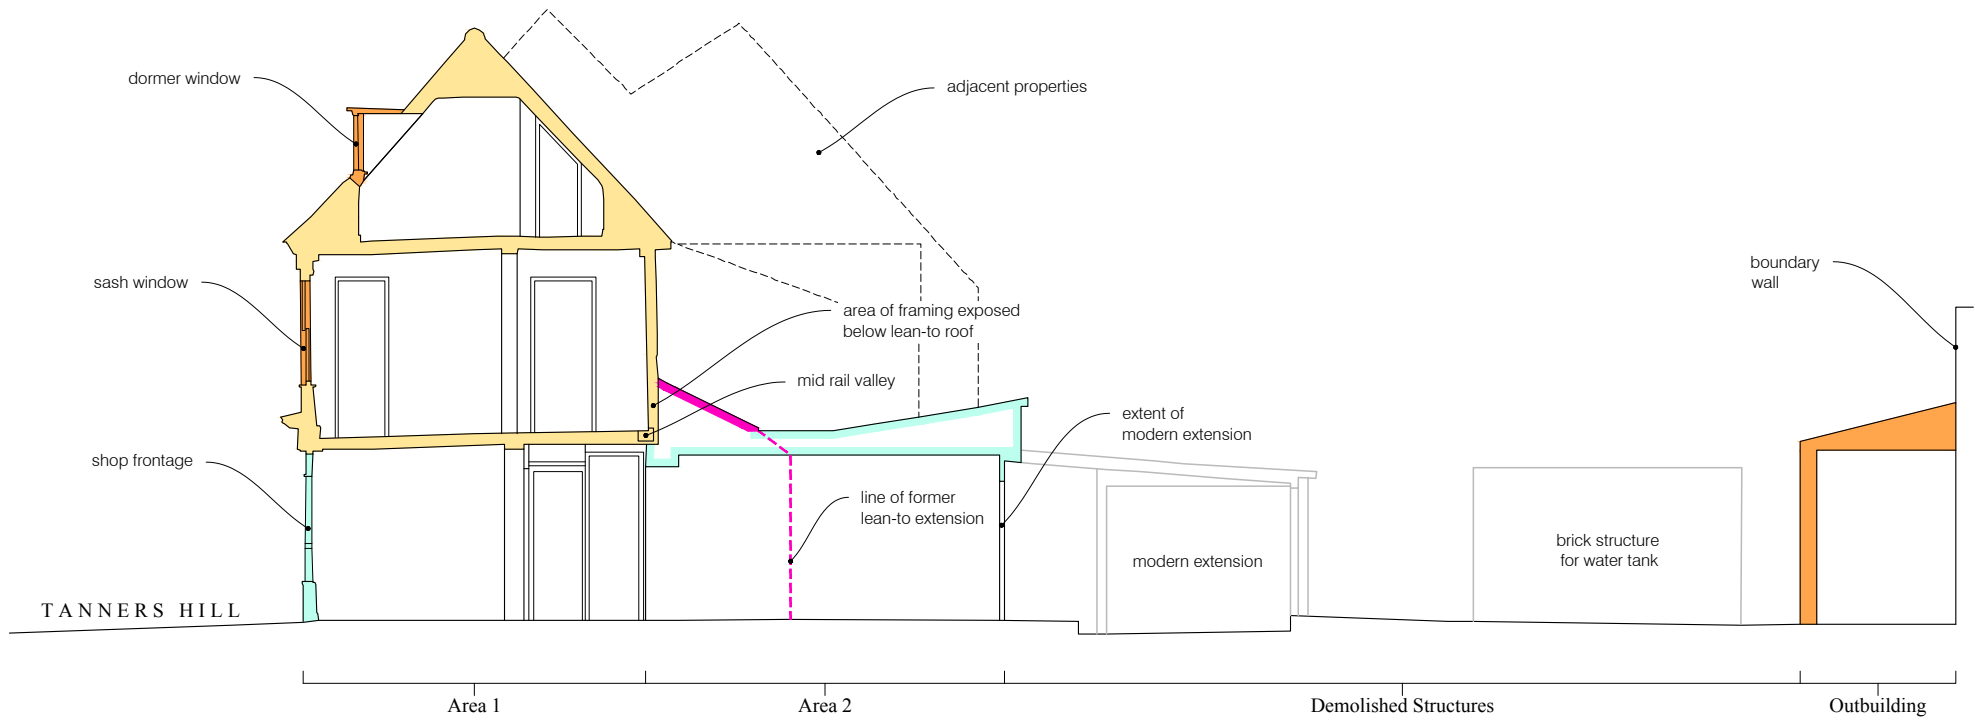 dormer window
adjacent properties
sash window
boundary
wall
area of framing exposed
below lean-to roof
mid rail valley
extent of
modern extension
shop frontage
line of former
lean-to extension
modern extension
brick structure
for water tank
TANNERS HILL
Area 1
Area 2
Demolished Structures
Outbuilding